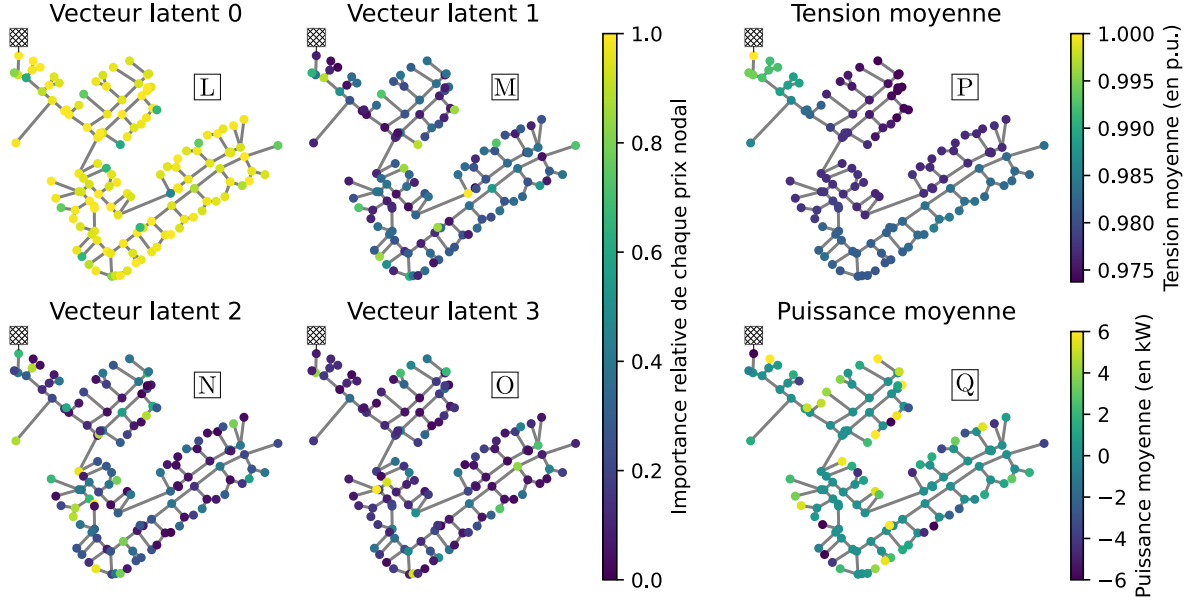 Vecteur latent 0
Vecteur latent 1
Tension moyenne
L
M
P
1.0
0.8
0.6
0.4
0.2
0.0
Importance relative de chaque prix nodal
1.000
0.995
0.990
0.985
0.980
0.975
Tension moyenne (en p.u.)
Vecteur latent 2
Vecteur latent 3
Puissance moyenne
N
O
Q
6
4
2
0
−2
−4
−6
Puissance moyenne (en kW)